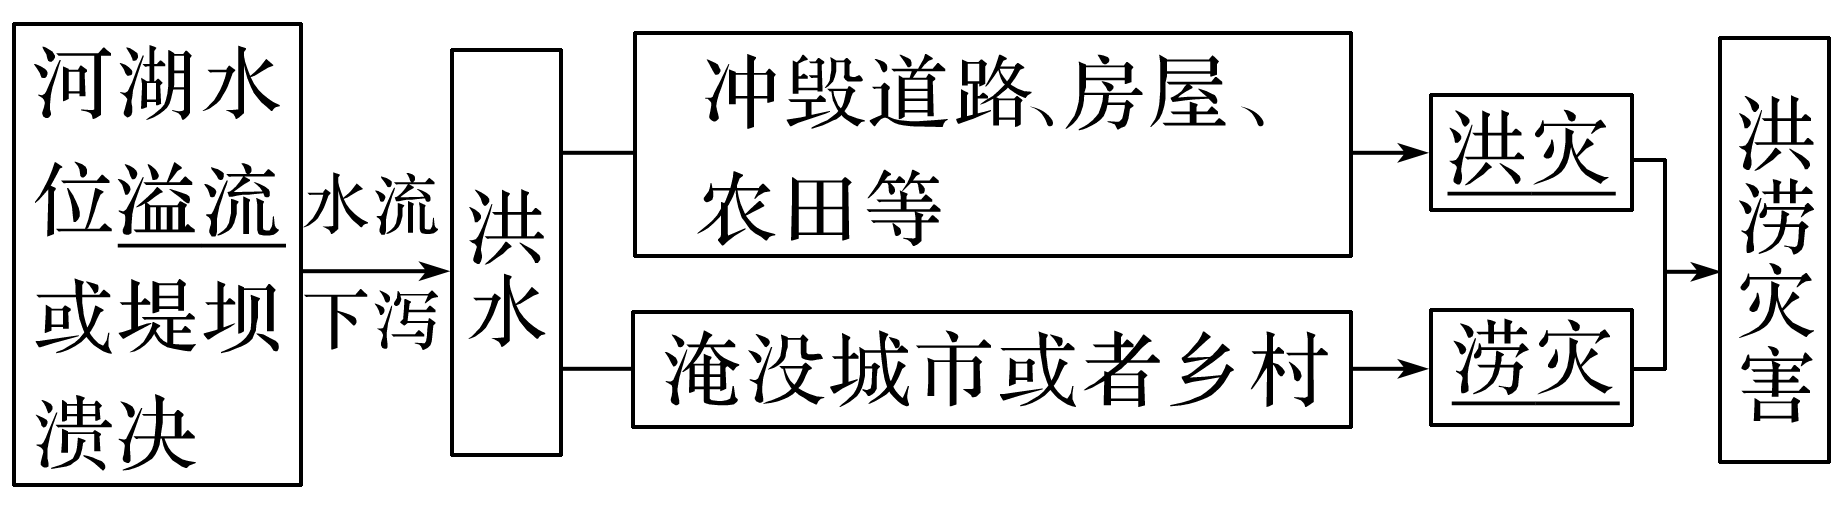 河湖水
位溢流
或堤坝
溃决
水流
下泻
洪水
冲毁道路、房屋、
农田等
淹没城市或者乡村
洪灾
涝灾
洪涝灾害